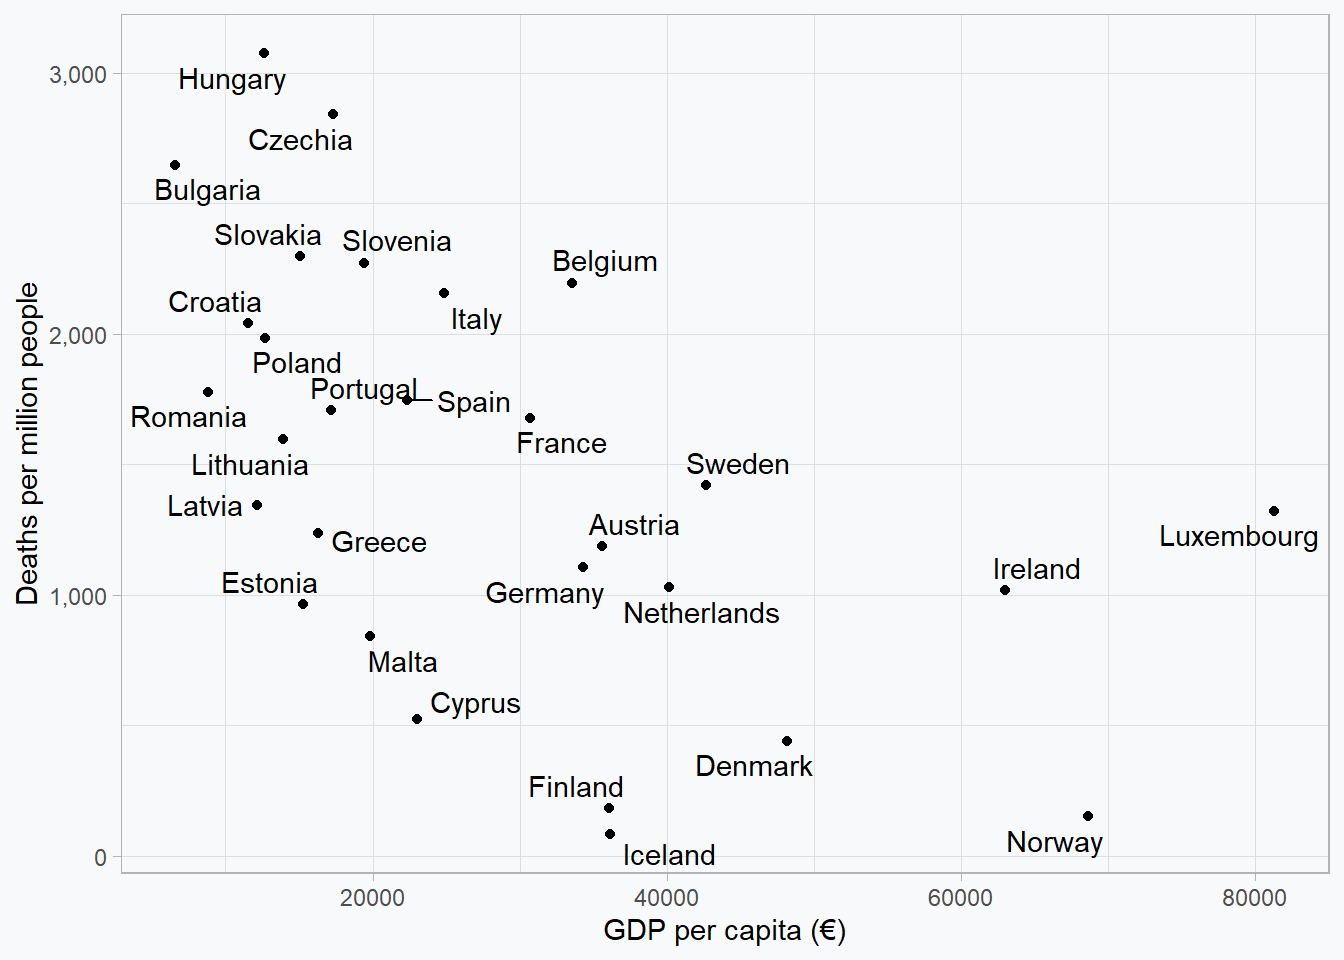 3,000
Hungary
Czechia
Bulgaria
Slovakia
Slovenia
Belgium
Croatia
Italy
2,000
Poland
Portugal
Spain
Romania
France
Lithuania
Sweden
Latvia
Austria
Luxembourg
Greece
Ireland
Estonia
Germany
1,000
Netherlands
Malta
Cyprus
Denmark
Finland
Norway
Iceland
0
Deaths per million people
20000
40000
60000
80000
GDP per capita (€)